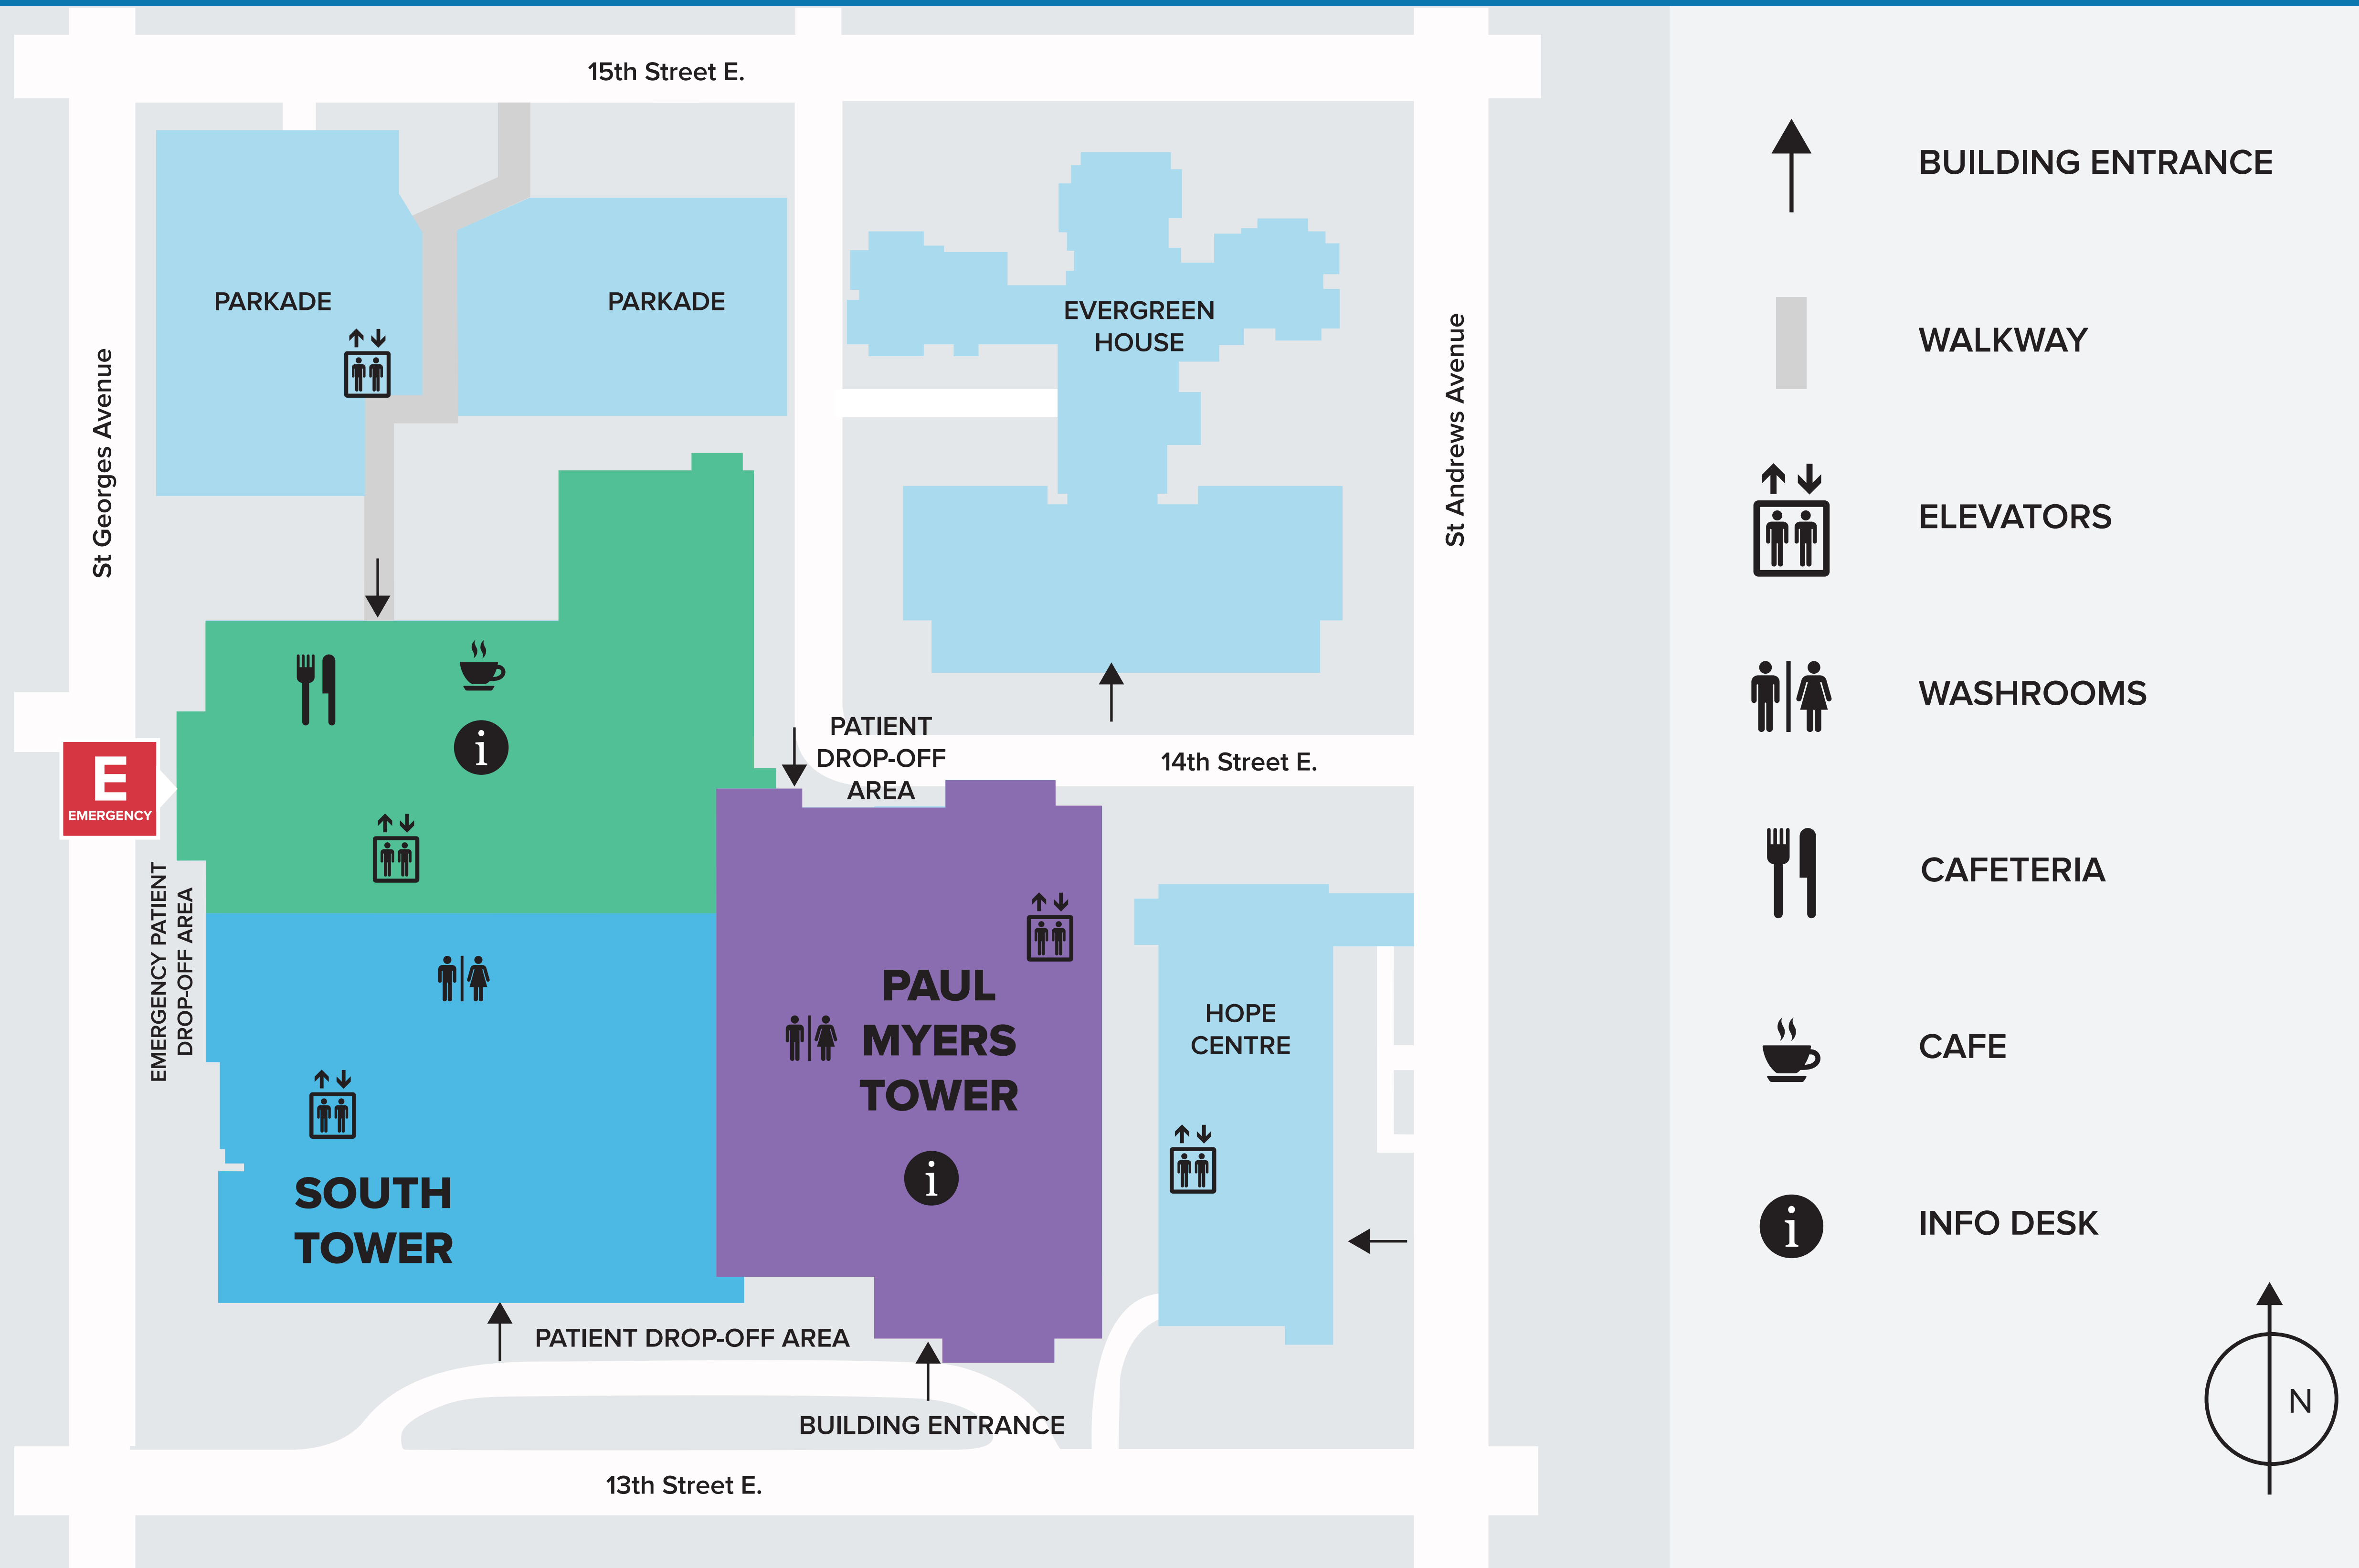 15th Street E.
PARKADE
PARKADE
EVERGREEN
HOUSE
St Georges Avenue
St Andrews Avenue
PATIENT
DROP-OFF
AREA
14th Street E.
E
EMERGENCY
EMERGENCY PATIENT
DROP-OFF AREA
i
PAUL
MYERS
TOWER
i
HOPE
CENTRE
SOUTH
TOWER
PATIENT DROP-OFF AREA
BUILDING ENTRANCE
13th Street E.
BUILDING ENTRANCE
WALKWAY
ELEVATORS
WASHROOMS
CAFETERIA
CAFE
i
INFO DESK
N